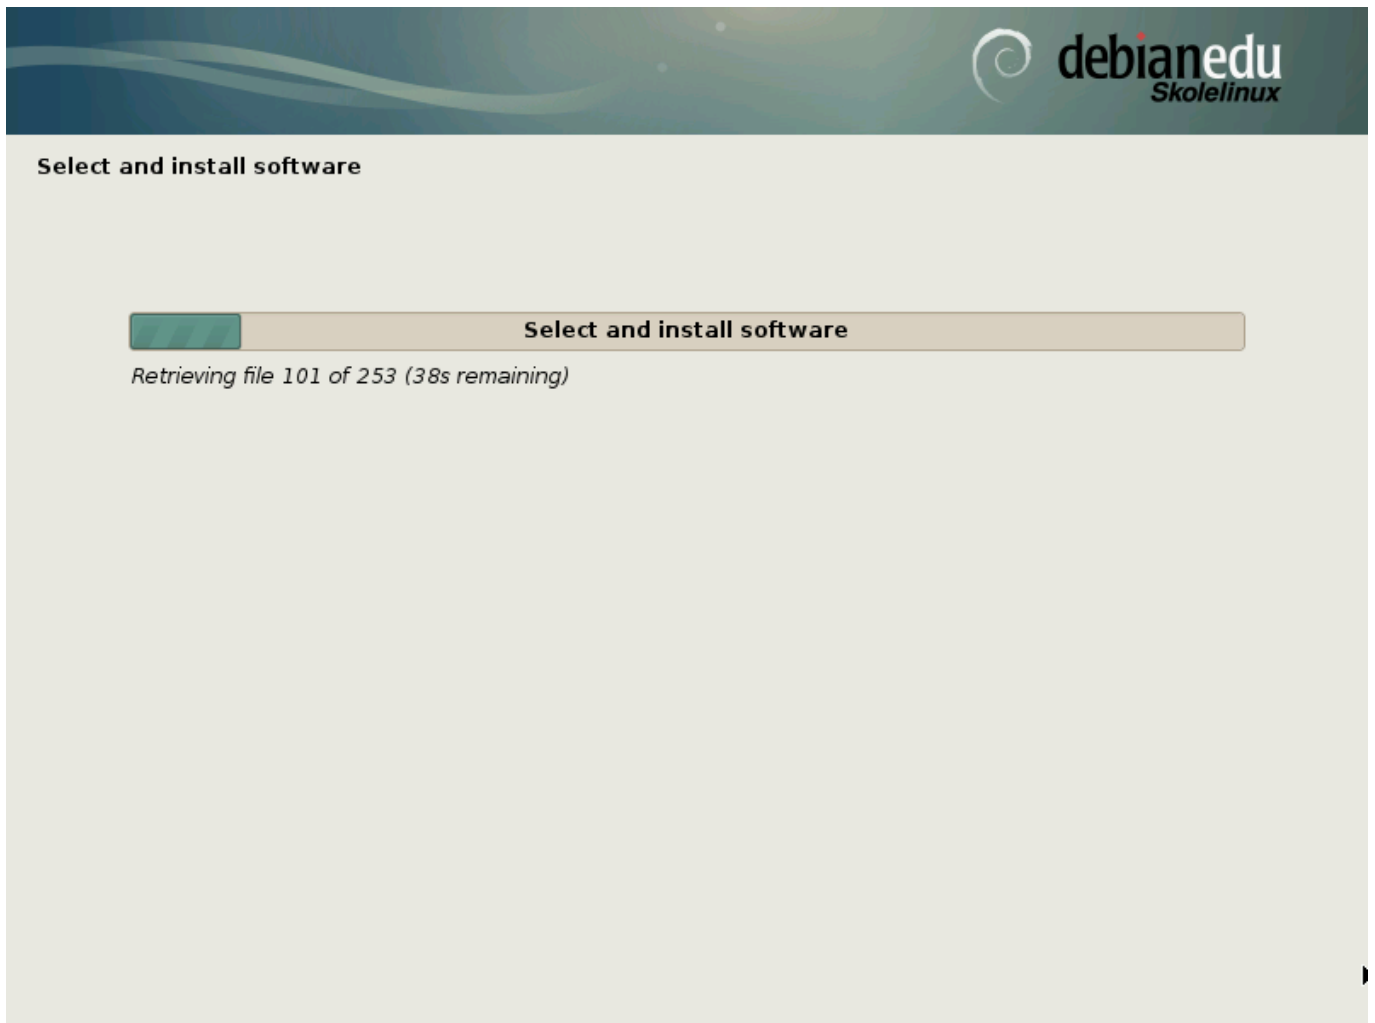 debianedu
Skolelinux
Select and install software
Select and install software
Retrieving file 101 of 253 (38s remaining)